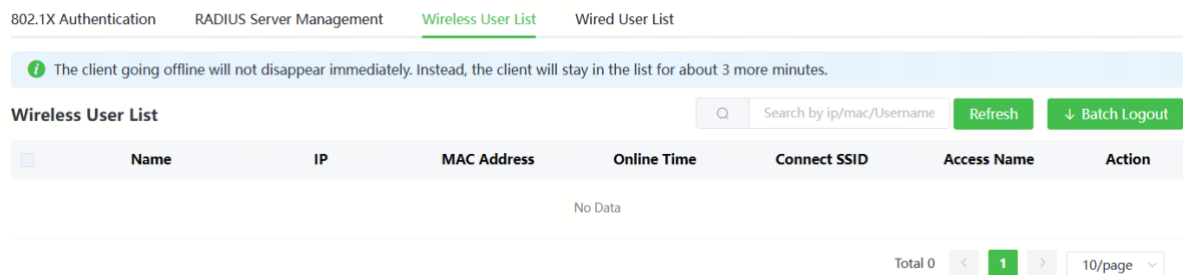 802.1X Authentication RADIUS Server Management Wireless User List Wired User List
The client going offline will not disappear immediately. Instead, the client will stay in the list for about 3 more minutes.
Wireless User List Search by ip/mac/Username Refresh ↓ Batch Logout
Name IP MAC Address Online Time Connect SSID Access Name Action
No Data
Total 0 < 1 > 10/page